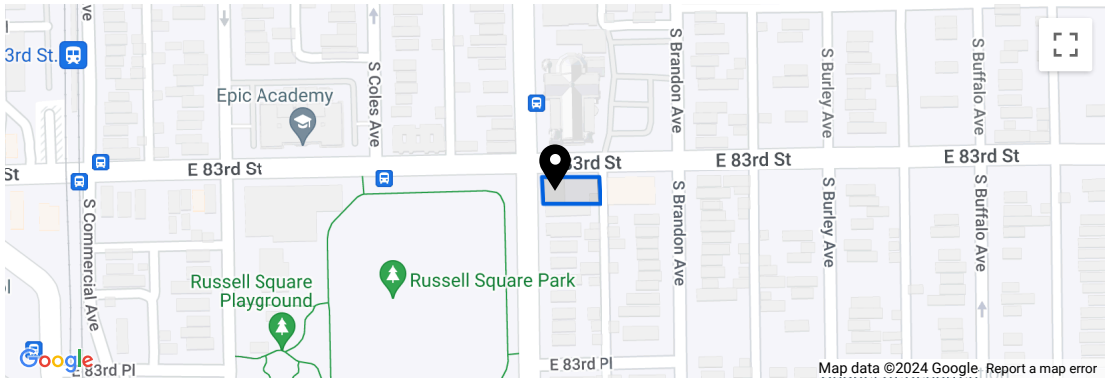 ve
3rd St.
Epic Academy
S Coles Ave
S Brandon Ave
S Burley Ave
S Buffalo Ave
St
E 83rd St
83rd St
E 83rd St
E 83rd St
S Commercial Ave
S Brandon Ave
S Burley Ave
S Buffalo Ave
Russell Square
Playground
Russell Square Park
Google
E 83rd Pl
E 83rd Pl
Map data ©2024 Google
Report a map error